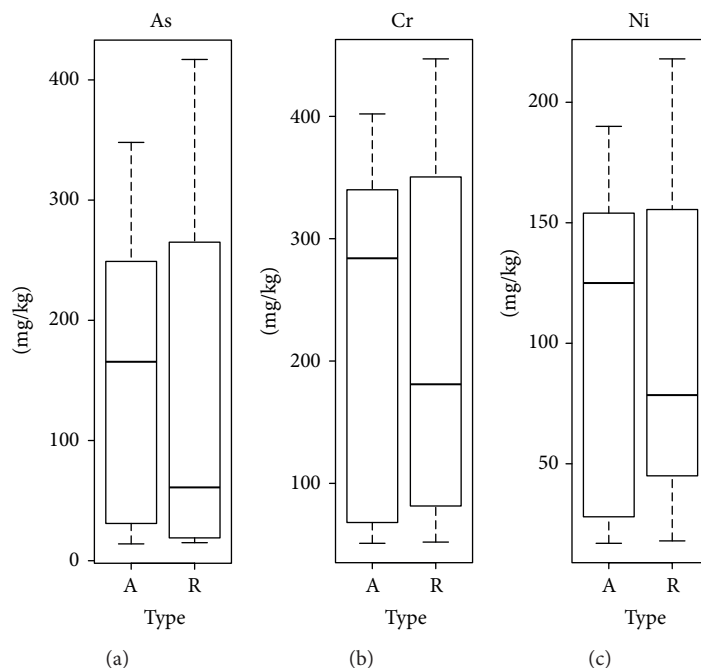 As
(mg/kg)
400
300
200
100
0
A R
Type
(a)
Cr
(mg/kg)
400
300
200
100
A R
Type
(b)
Ni
(mg/kg)
200
150
100
50
A R
Type
(c)